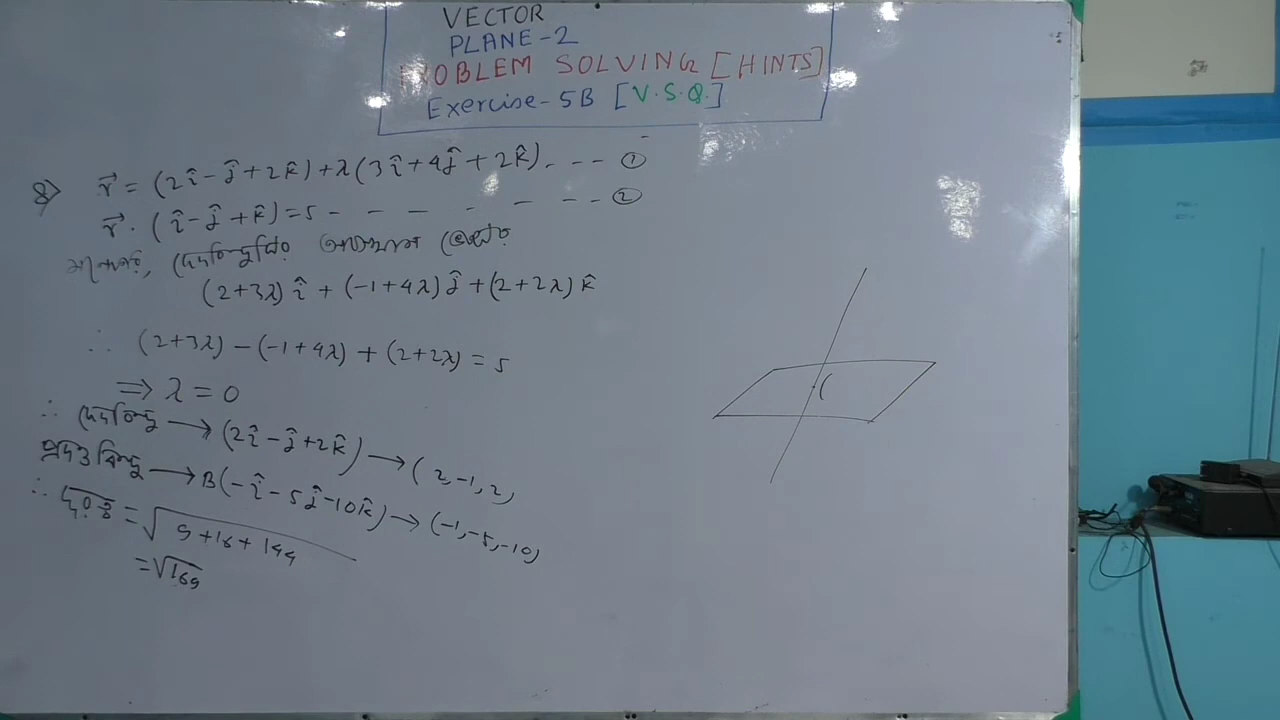 VECTOR
PLANE-2
PROBLEM SOLVING [HINTS]
Exercise-5B [V.S.Q.]
8) r⃗ = (2î-ĵ+2k̂)+λ(3î+4ĵ+2k̂). --- ①
r⃗ · (î-ĵ+k̂)=5 - - - - - - - ②
ছেদবিন্দুটির ভেক্টর
(2+3λ)î+(-1+4λ)ĵ+(2+2λ)k̂
∴ (2+3λ)-(-1+4λ)+(2+2λ)=5
⇒ λ=0
∴ ছেদবিন্দু → (2î-ĵ+2k̂) → (2,-1,2)
প্রদত্ত বিন্দু → B(-î-5ĵ-10k̂) → (-1,-5,-10)
∴ দূরত্ব = √9+16+144
=√169